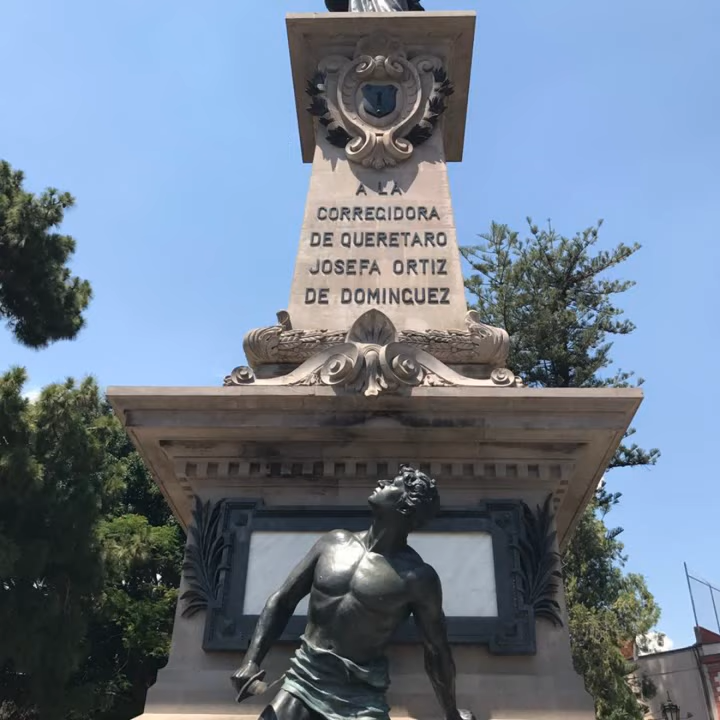 A LA
CORREGIDORA
DE QUERETARO
JOSEFA ORTIZ
DE DOMINGUEZ